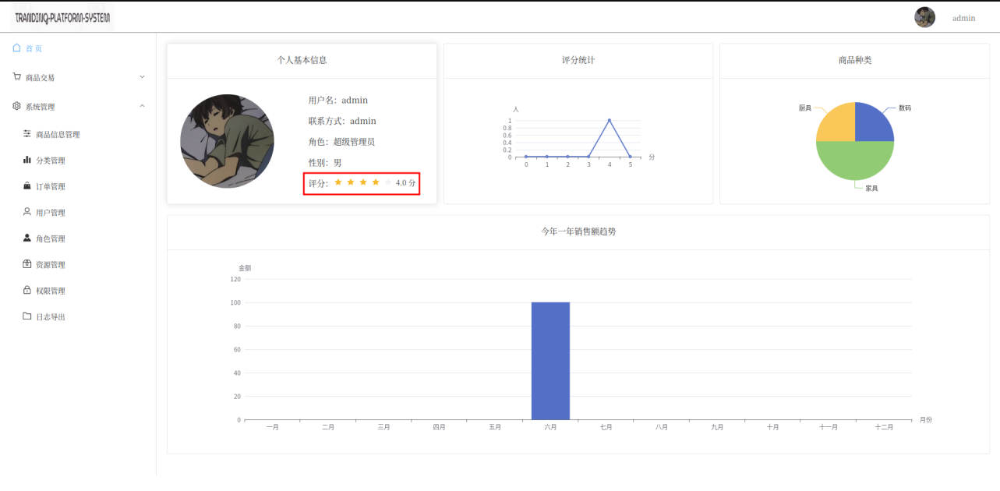 TRANDING-PLATFORM-SYSTEM
admin
首页
商品交易
系统管理
商品信息管理
分类管理
订单管理
用户管理
角色管理
资源管理
权限管理
日志导出
个人基本信息
用户名：admin
联系方式：admin
角色：超级管理员
性别：男
评分： 4.0 分
评分统计
人
1
0.8
0.6
0.4
0.2
0
0 1 2 3 4 5
分
商品种类
厨具
数码
家具
今年一年销售额趋势
金额
120
100
80
60
40
20
0
一月 二月 三月 四月 五月 六月 七月 八月 九月 十月 十一月 十二月
月份